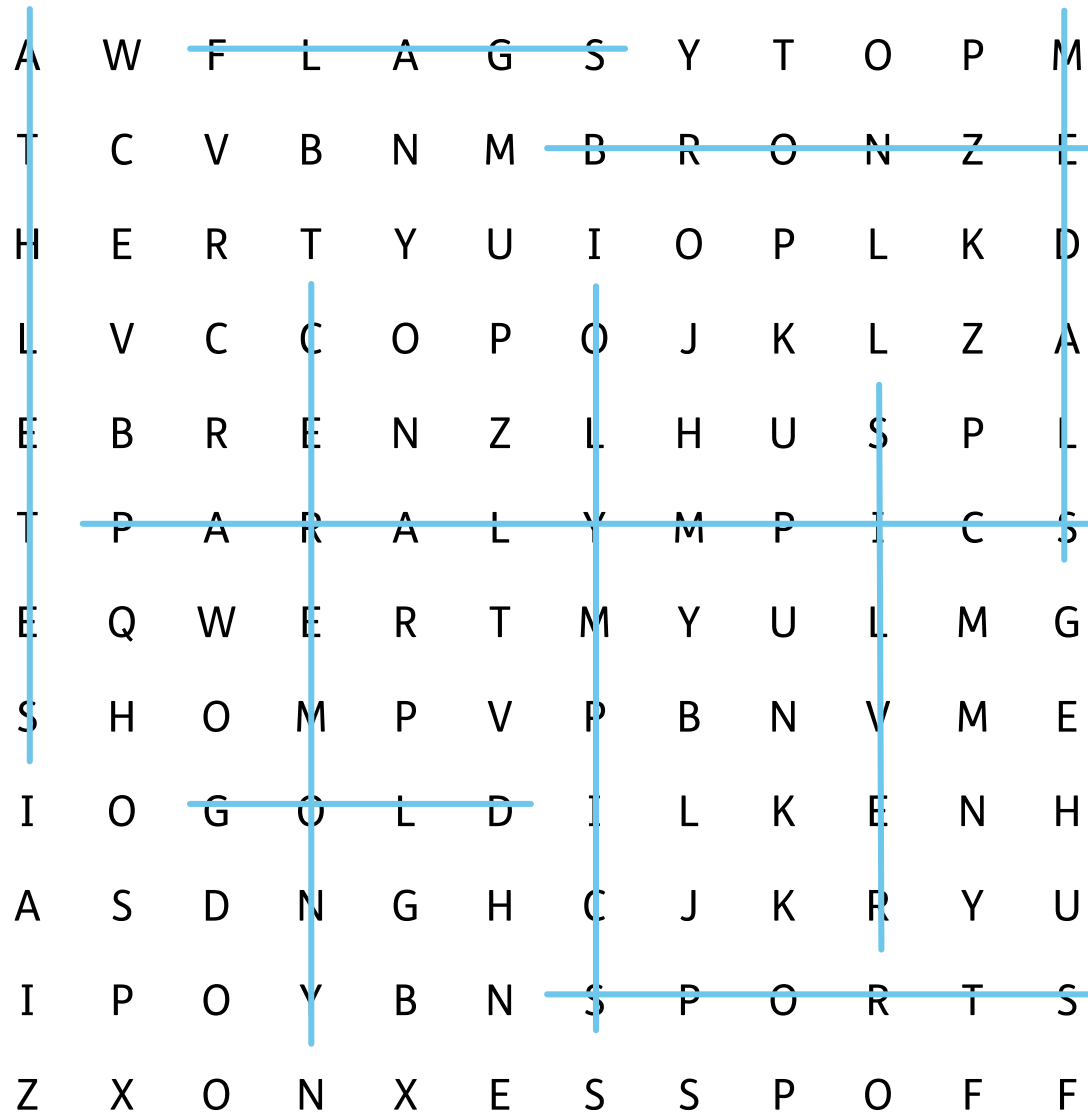 A W F L A G S Y T O P M
T C V B N M B R O N Z E
H E R T Y U I O P L K D
L V C C O P O J K L Z A
E B R E N Z L H U S P L
T P A R A L Y M P I C S
E Q W E R T M Y U L M G
S H O M P V P B N V M E
I O G O L D I L K E N H
A S D N G H C J K R Y U
I P O Y B N S P O R T S
Z X O N X E S S P O F F